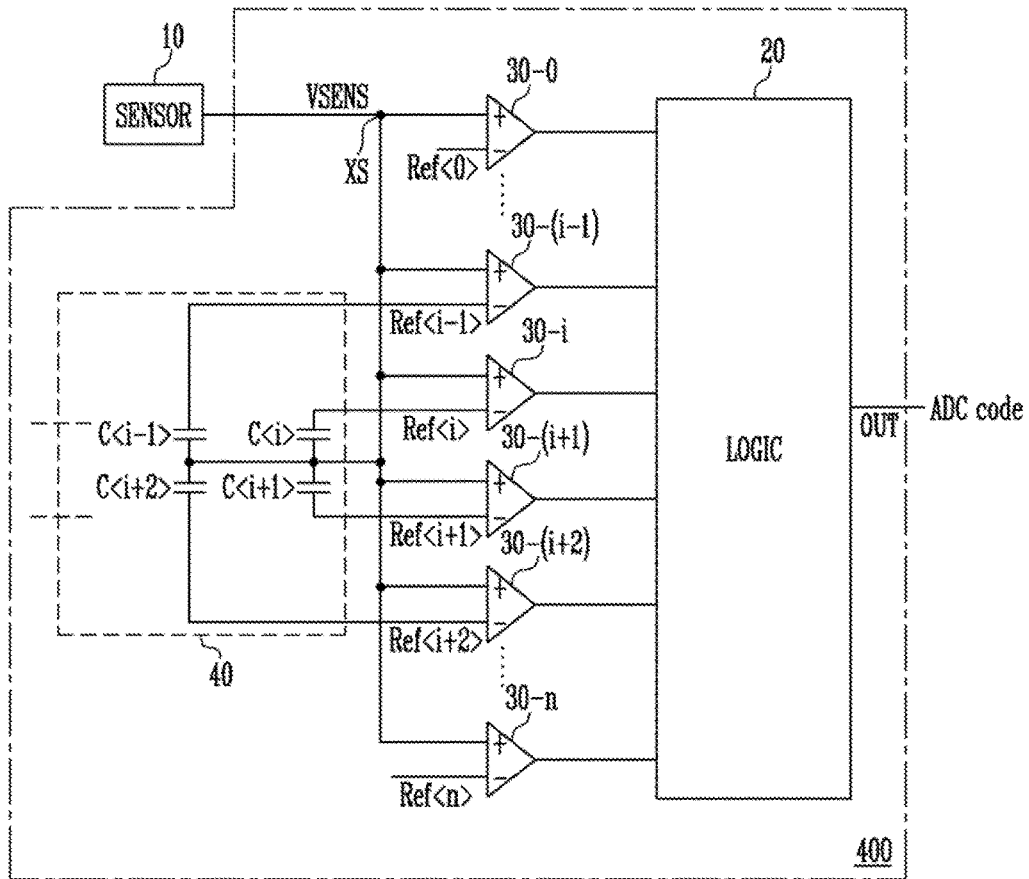 10
20
30-0
SENSOR
VSENS
+
XS
Ref<0>
-
30-(i-1)
+
-
Ref<i-1>
30-i
+
C<i-1>
C<i>
Ref<i>
-
LOGIC
OUT
ADC code
30-(i+1)
+
C<i+2>
C<i+1>
-
Ref<i+1>
30-(i+2)
+
-
Ref<i+2>
40
30-n
+
-
Ref<n>
400